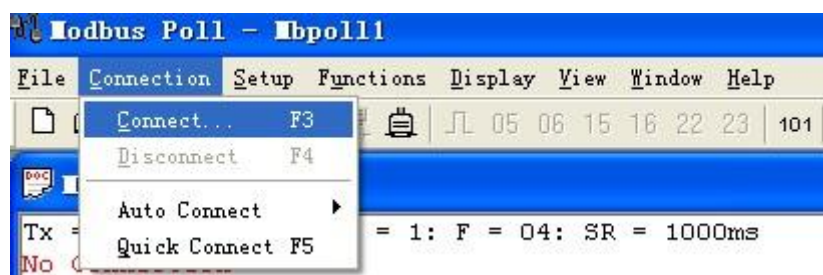 Modbus Poll - Mbpoll1
File Connection Setup Functions Display View Window Help
Connect... F3
05 06 15 16 22 23 101
Disconnect F4
DOC
Auto Connect
Tx = = 1: F = 04: SR = 1000ms
Quick Connect F5
No